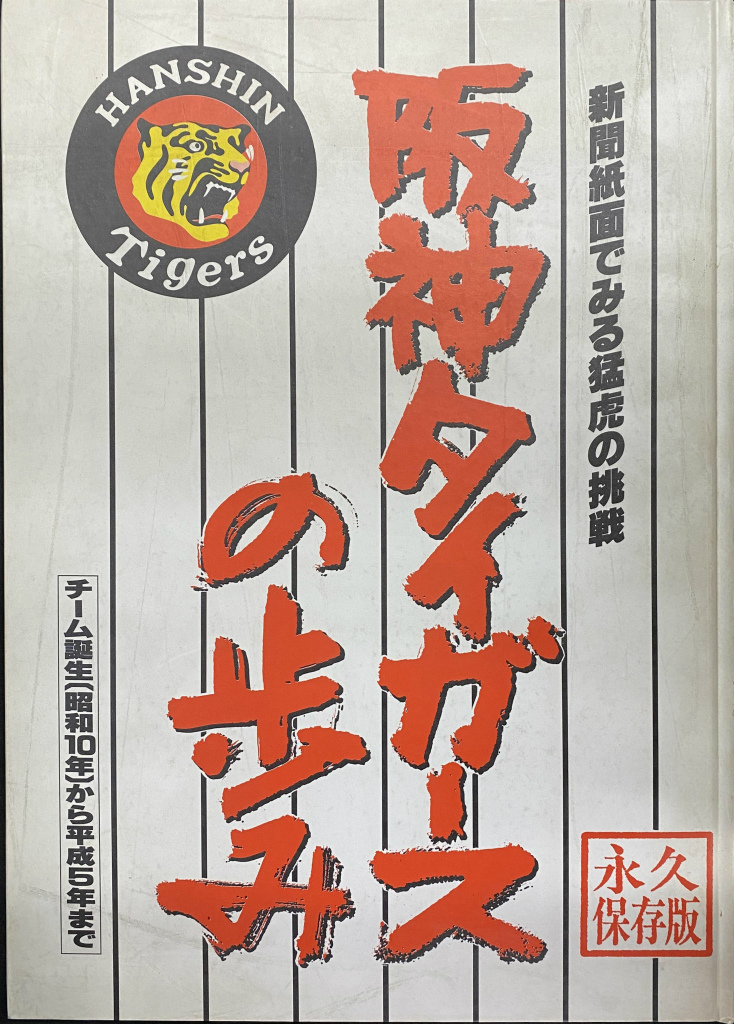 新聞紙面でみる猛虎の挑戦
阪神タイガース
の歩み
HANSHIN
Tigers
チーム誕生(昭和10年)から平成5年まで
永久
保存版